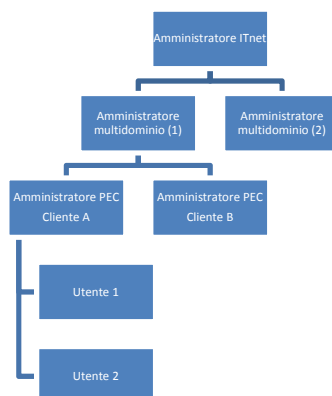 Amministratore ITnet
Amministratore
multidominio (1)
Amministratore
multidominio (2)
Amministratore PEC
Cliente A
Amministratore PEC
Cliente B
Utente 1
Utente 2